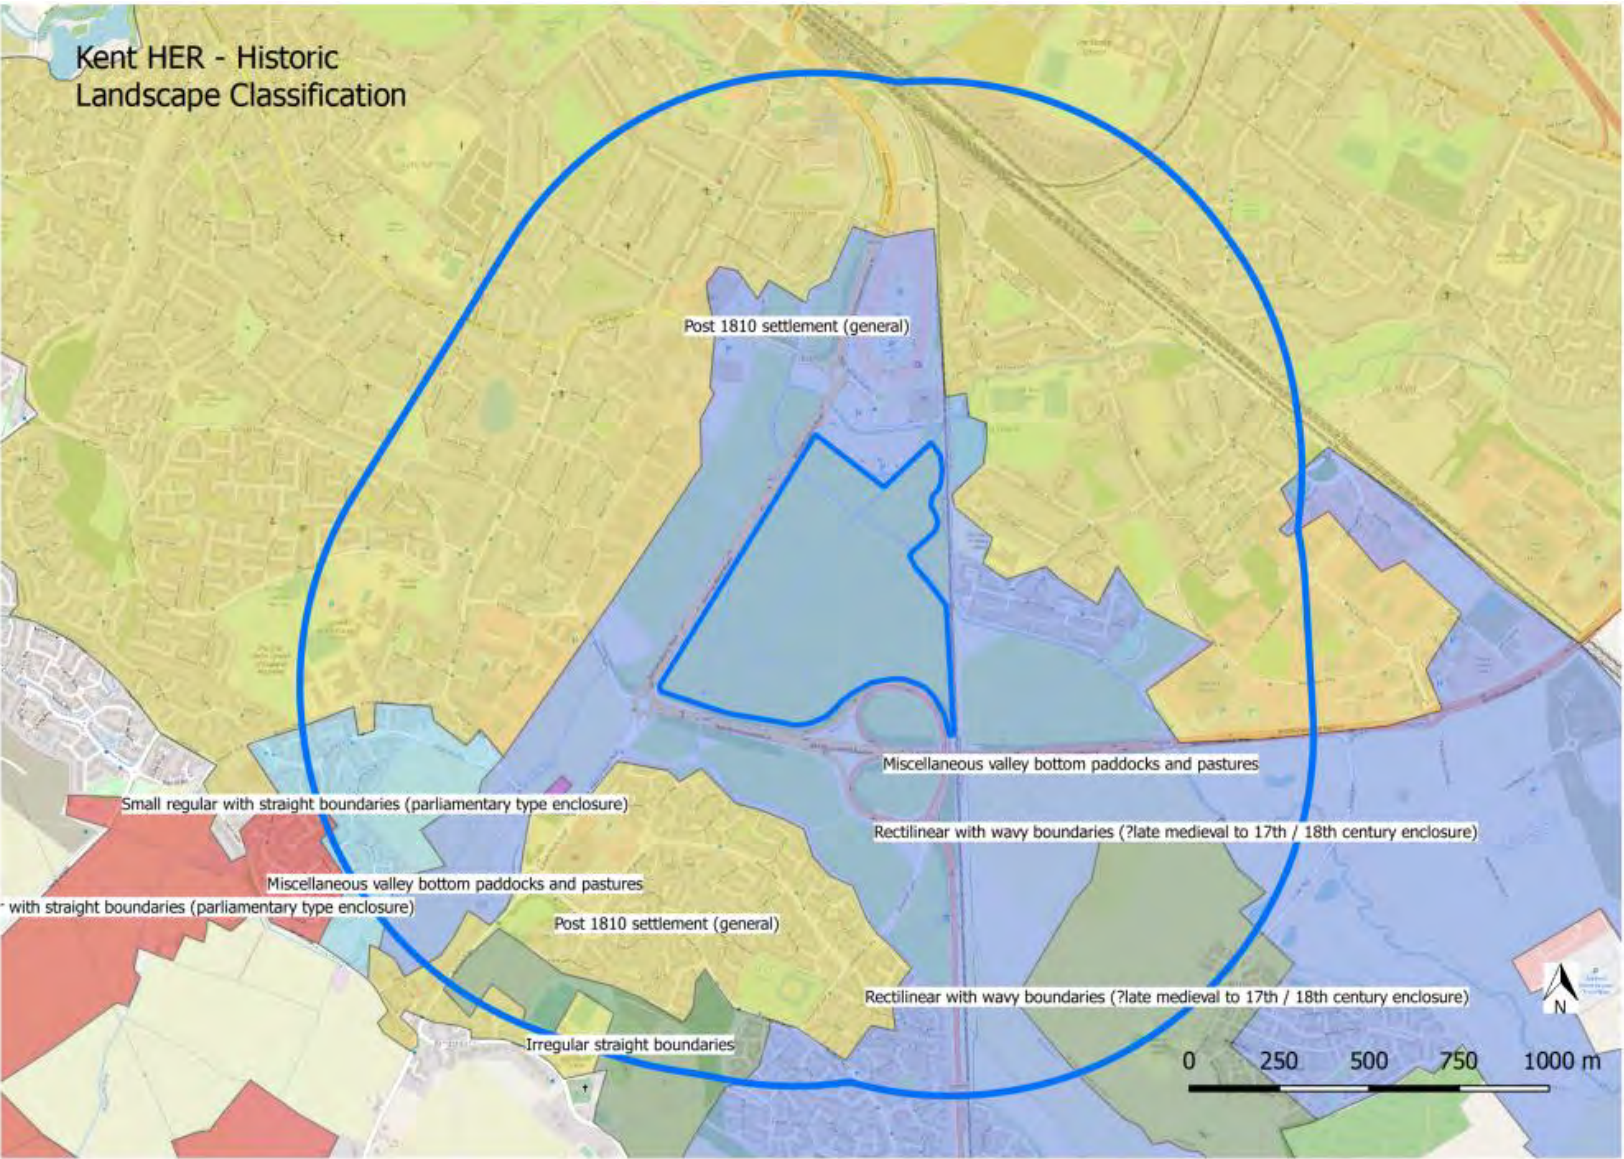 Kent HER - Historic
Landscape Classification
Post 1810 settlement (general)
Miscellaneous valley bottom paddocks and pastures
Small regular with straight boundaries (parliamentary type enclosure)
Rectilinear with wavy boundaries (?late medieval to 17th / 18th century enclosure)
Miscellaneous valley bottom paddocks and pastures
with straight boundaries (parliamentary type enclosure)
Post 1810 settlement (general)
Rectilinear with wavy boundaries (?late medieval to 17th / 18th century enclosure)
Irregular straight boundaries
N
0 250 500 750 1000 m